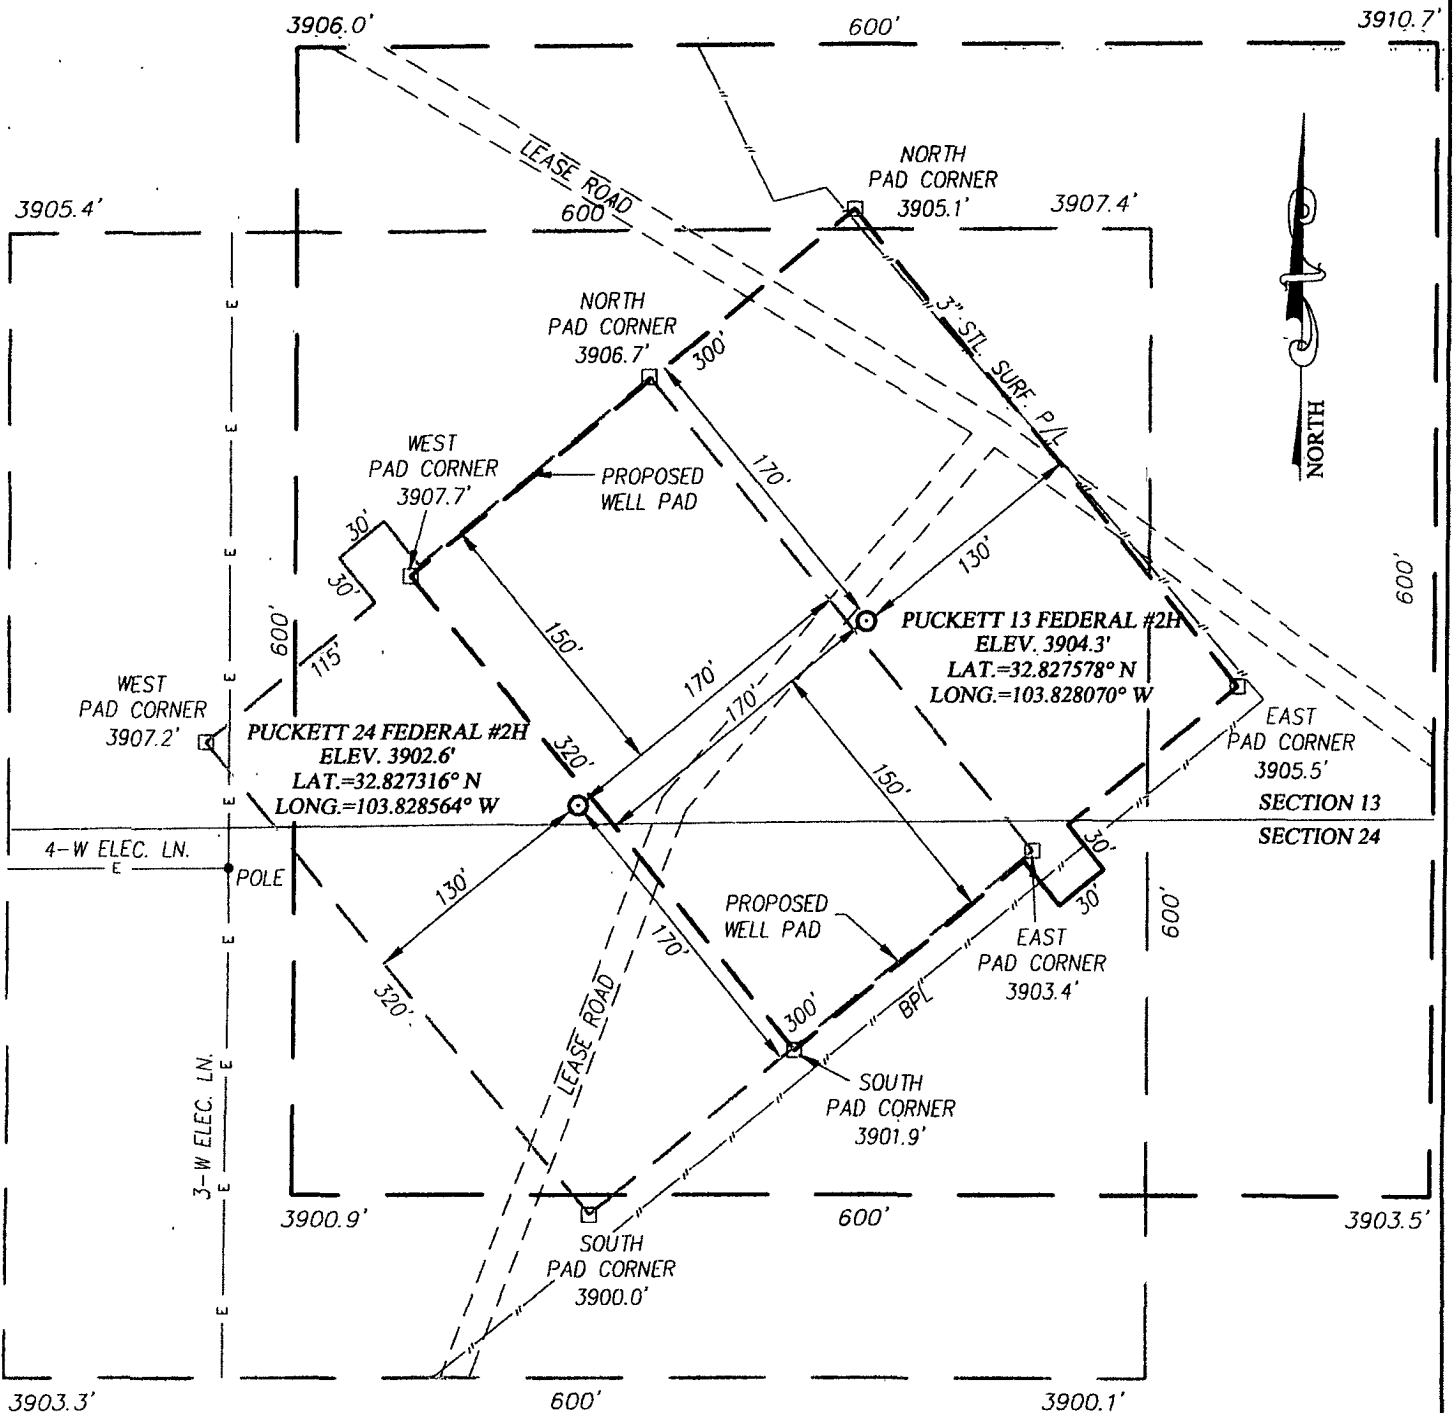 3906.0'
600'
3910.7'
LEASE ROAD
NORTH
PAD CORNER
3905.1'
3905.4'
600'
3907.4'
NORTH
PAD CORNER
3906.7'
300'
3" STL. SURF. P/L
NORTH
WEST
PAD CORNER
3907.7'
PROPOSED
WELL PAD
170'
30'
30'
130'
600'
600'
115'
150'
PUCKETT 13 FEDERAL #2H
ELEV. 3904.3'
LAT.=32.827578° N
LONG.=103.828070° W
WEST
PAD CORNER
3907.2'
170'
170'
PUCKETT 24 FEDERAL #2H
ELEV. 3902.6'
LAT.=32.827316° N
LONG.=103.828564° W
320'
150'
EAST
PAD CORNER
3905.5'
SECTION 13
SECTION 24
4-W ELEC. LN.
E
POLE
30'
30'
130'
170'
PROPOSED
WELL PAD
600'
EAST
PAD CORNER
3903.4'
320'
LEASE ROAD
300'
BPL
SOUTH
PAD CORNER
3901.9'
3-W ELEC. LN.
E
E
E
E
E
E
E
E
E
E
3900.9'
600'
3903.5'
SOUTH
PAD CORNER
3900.0'
3903.3'
600'
3900.1'